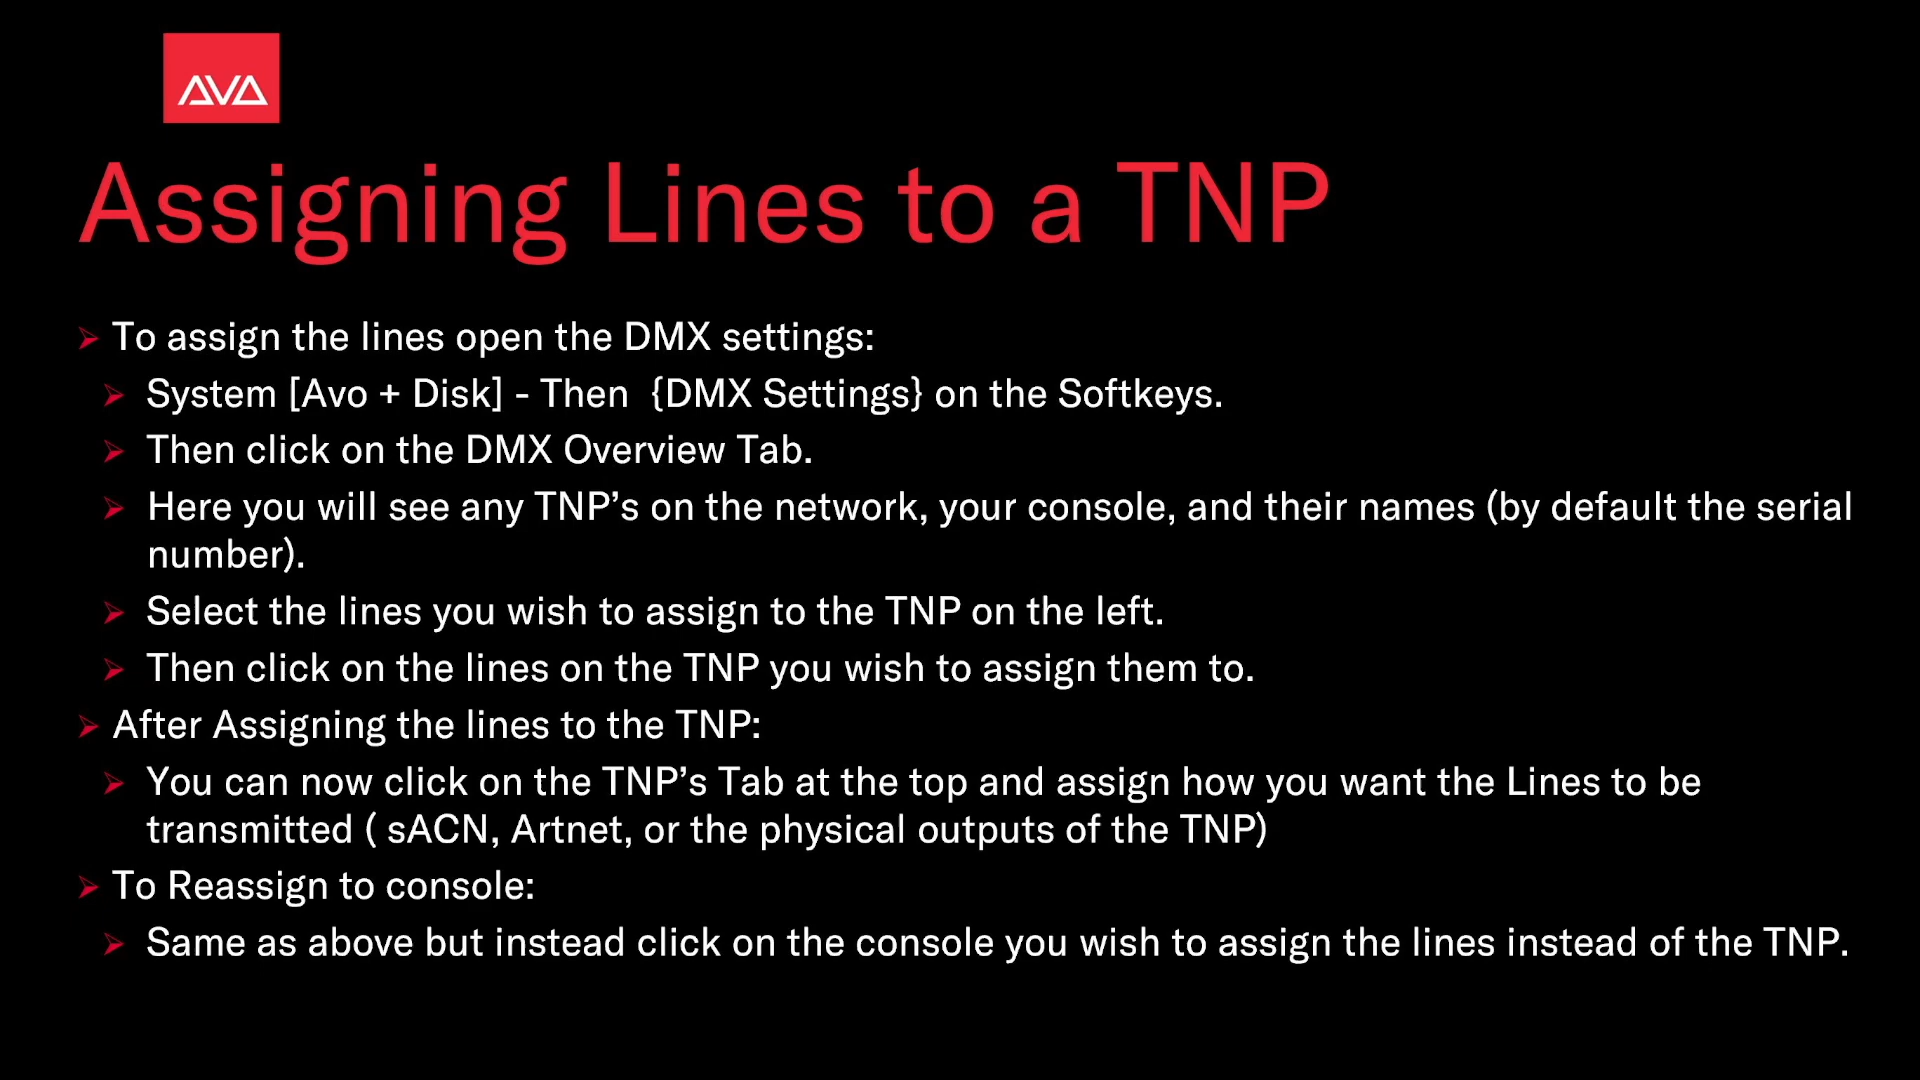 AVA
Assigning Lines to a TNP
To assign the lines open the DMX settings:
System [Avo + Disk] - Then  {DMX Settings} on the Softkeys.
Then click on the DMX Overview Tab.
Here you will see any TNP’s on the network, your console, and their names (by default the serial
number).
Select the lines you wish to assign to the TNP on the left.
Then click on the lines on the TNP you wish to assign them to.
After Assigning the lines to the TNP:
You can now click on the TNP’s Tab at the top and assign how you want the Lines to be
transmitted ( sACN, Artnet, or the physical outputs of the TNP)
To Reassign to console:
Same as above but instead click on the console you wish to assign the lines instead of the TNP.